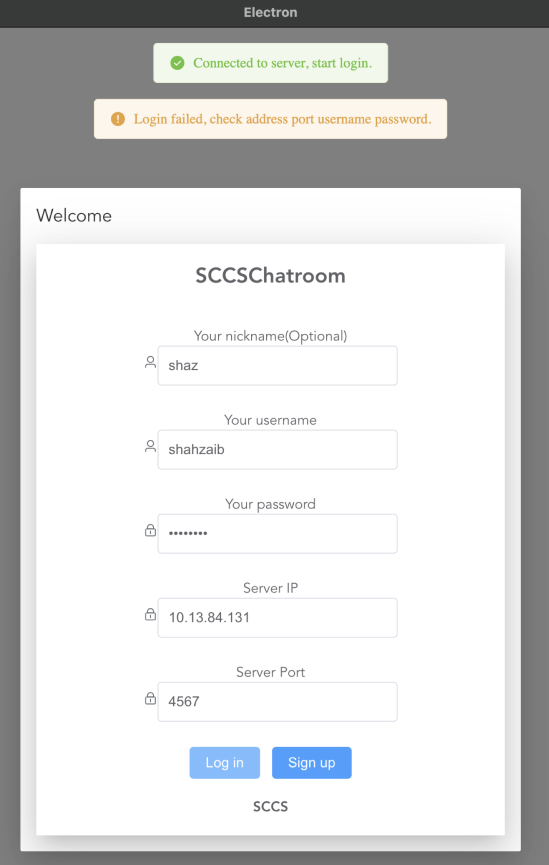 Electron
Connected to server, start login.
Login failed, check address port username password.
Welcome
SCCSChatroom
Your nickname(Optional)
shaz
Your username
shahzaib
Your password
••••••••
Server IP
10.13.84.131
Server Port
4567
Log in Sign up
SCCS